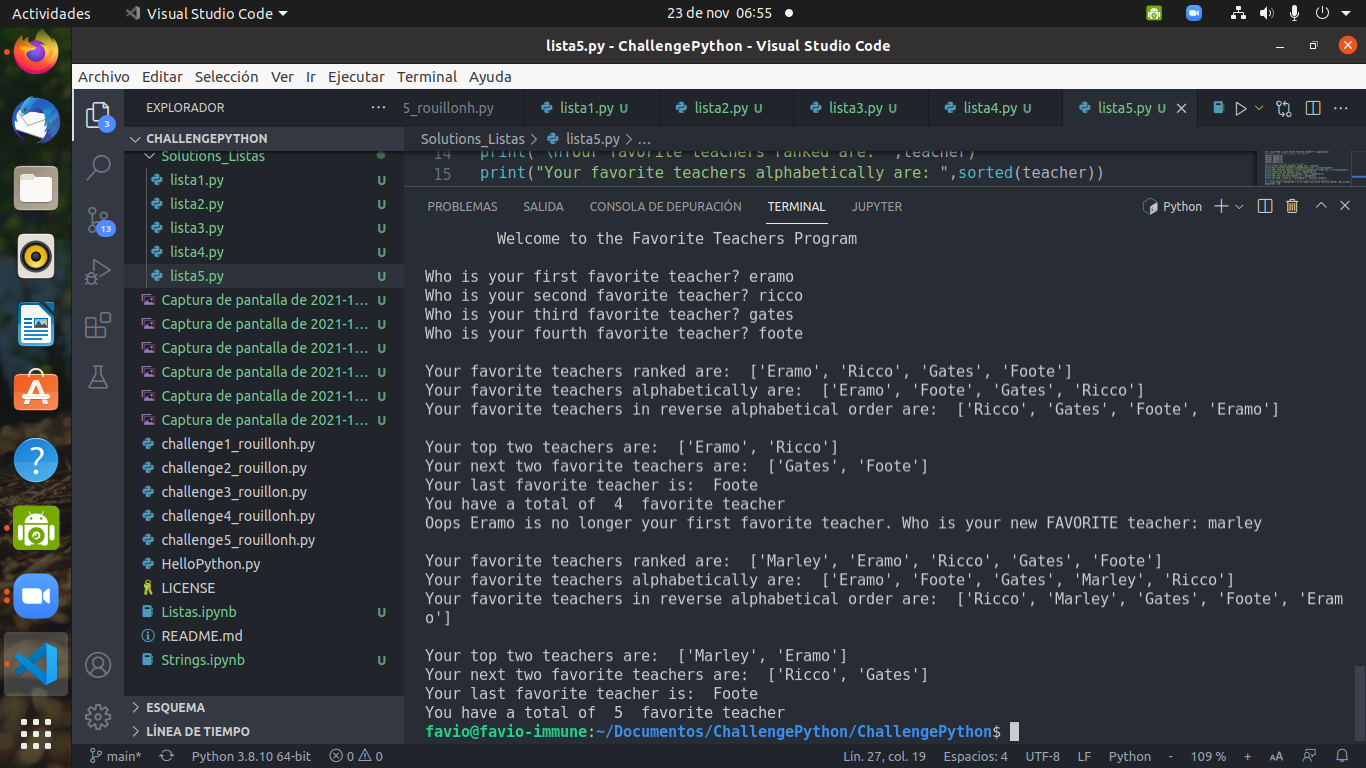 Actividades Visual Studio Code 23 de nov 06:55
lista5.py - ChallengePython - Visual Studio Code
Archivo Editar Selección Ver Ir Ejecutar Terminal Ayuda
EXPLORADOR
3
13
CHALLENGEPYTHON
Solutions_Listas
lista1.py U
lista2.py U
lista3.py U
lista4.py U
lista5.py U
Captura de pantalla de 2021-1... U
Captura de pantalla de 2021-1... U
Captura de pantalla de 2021-1... U
Captura de pantalla de 2021-1... U
Captura de pantalla de 2021-1... U
Captura de pantalla de 2021-1... U
challenge1_rouillonh.py
challenge2_rouillon.py
challenge3_rouillon.py
challenge4_rouillonh.py
challenge5_rouillonh.py
HelloPython.py
LICENSE
Listas.ipynb U
README.md
Strings.ipynb U
ESQUEMA
LÍNEA DE TIEMPO
5_rouillonh.py lista1.py U lista2.py U lista3.py U lista4.py U lista5.py U
Solutions_Listas > lista5.py > ...
14 print("\nYour favorite teachers ranked are: ",teacher)
15 print("Your favorite teachers alphabetically are: ",sorted(teacher))
PROBLEMAS SALIDA CONSOLA DE DEPURACIÓN TERMINAL JUPYTER Python
Welcome to the Favorite Teachers Program
Who is your first favorite teacher? eramo
Who is your second favorite teacher? ricco
Who is your third favorite teacher? gates
Who is your fourth favorite teacher? foote
Your favorite teachers ranked are:  ['Eramo', 'Ricco', 'Gates', 'Foote']
Your favorite teachers alphabetically are:  ['Eramo', 'Foote', 'Gates', 'Ricco']
Your favorite teachers in reverse alphabetical order are:  ['Ricco', 'Gates', 'Foote', 'Eramo']
Your top two teachers are:  ['Eramo', 'Ricco']
Your next two favorite teachers are:  ['Gates', 'Foote']
Your last favorite teacher is:  Foote
You have a total of  4  favorite teacher
Oops Eramo is no longer your first favorite teacher. Who is your new FAVORITE teacher: marley
Your favorite teachers ranked are:  ['Marley', 'Eramo', 'Ricco', 'Gates', 'Foote']
Your favorite teachers alphabetically are:  ['Eramo', 'Foote', 'Gates', 'Marley', 'Ricco']
Your favorite teachers in reverse alphabetical order are:  ['Ricco', 'Marley', 'Gates', 'Foote', 'Eram
o']
Your top two teachers are:  ['Marley', 'Eramo']
Your next two favorite teachers are:  ['Ricco', 'Gates']
Your last favorite teacher is:  Foote
You have a total of  5  favorite teacher
favio@favio-immune:~/Documentos/ChallengePython/ChallengePython$
main* Python 3.8.10 64-bit 0 0 Lín. 27, col. 19 Espacios: 4 UTF-8 LF Python - 109 % + AA